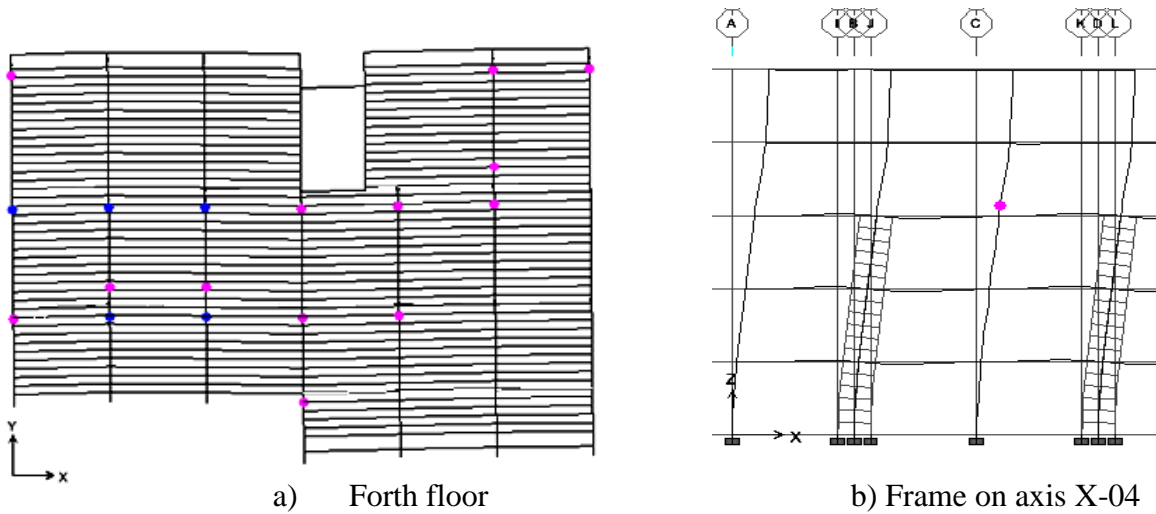 A I B J C K D L
Y
X
Z
X
a) Forth floor
b) Frame on axis X-04